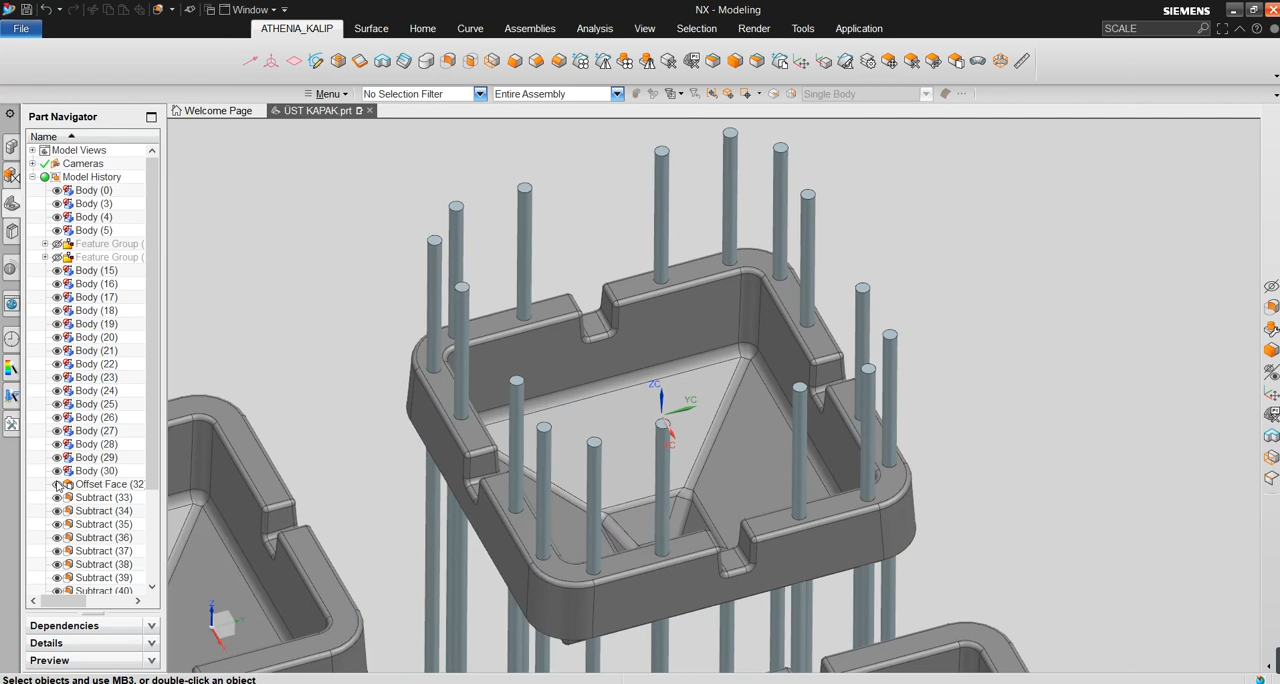 Window
NX - Modeling
SIEMENS
File
ATHENIA_KALIP
Surface
Home
Curve
Assemblies
Analysis
View
Selection
Render
Tools
Application
SCALE
Menu
No Selection Filter
Entire Assembly
Single Body
Part Navigator
Welcome Page
ÜST KAPAK.prt
Name
Model Views
Cameras
Model History
Body (0)
Body (3)
Body (4)
Body (5)
Feature Group (
Feature Group (
Body (15)
Body (16)
Body (17)
Body (18)
Body (19)
Body (20)
Body (21)
Body (22)
Body (23)
Body (24)
Body (25)
Body (26)
Body (27)
Body (28)
Body (29)
Body (30)
Offset Face (32
Subtract (33)
Subtract (34)
Subtract (35)
Subtract (36)
Subtract (37)
Subtract (38)
Subtract (39)
Subtract (40)
Dependencies
Details
Preview
ZC
YC
XC
Z
Select objects and use MB3, or double-click an object